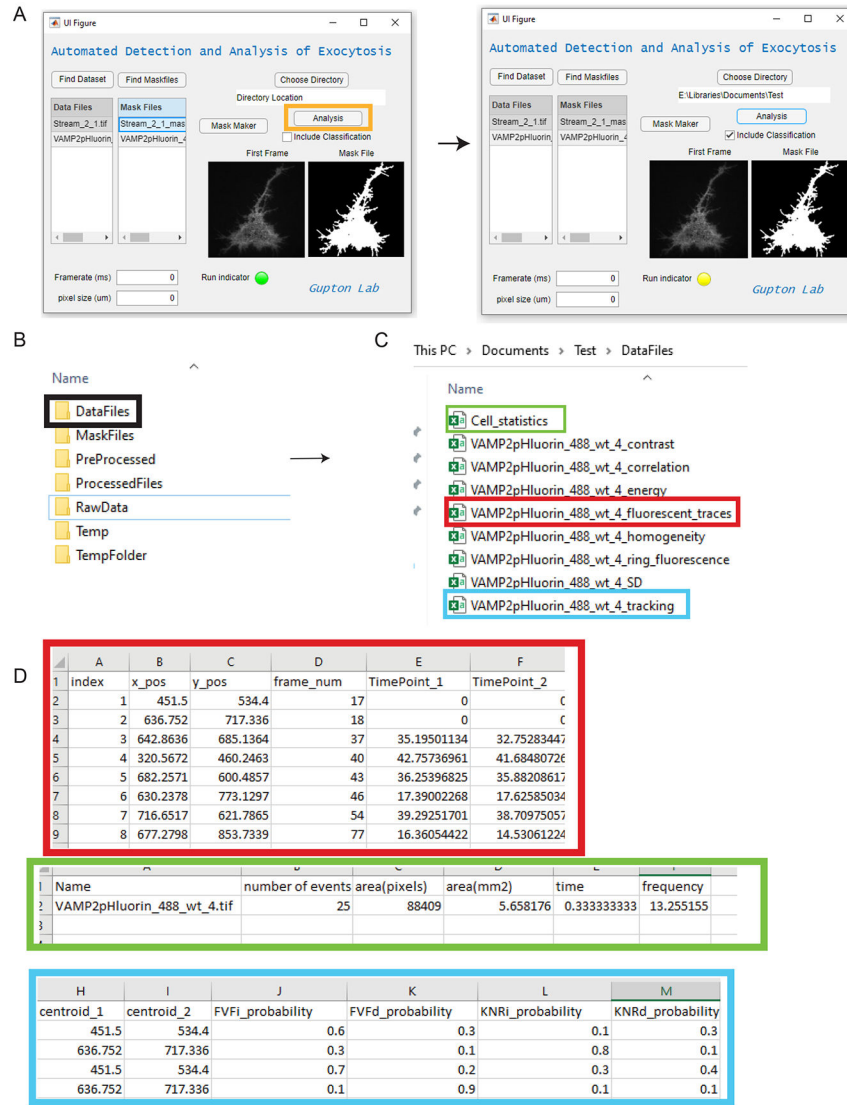 A
UI Figure
Automated Detection and Analysis of Exocytosis
Find Dataset Find Maskfiles Choose Directory
Directory Location
Data Files Mask Files Analysis
Stream_2_1.tif Stream_2_1_mas Mask Maker
VAMP2pHluorin_ VAMP2pHluorin_4 Include Classification
First Frame Mask File
Framerate (ms) 0 Run indicator
pixel size (um) 0 Gupton Lab
UI Figure
Automated Detection and Analysis of Exocytosis
Find Dataset Find Maskfiles Choose Directory
E:\Libraries\Documents\Test
Data Files Mask Files Analysis
Stream_2_1.tif Stream_2_1_mas Mask Maker
VAMP2pHluorin_ VAMP2pHluorin_4 Include Classification
First Frame Mask File
Framerate (ms) 0 Run indicator
pixel size (um) 0 Gupton Lab
B
Name
DataFiles
MaskFiles
PreProcessed
ProcessedFiles
RawData
Temp
TempFolder
C
This PC > Documents > Test > DataFiles
Name
Cell_statistics
VAMP2pHluorin_488_wt_4_contrast
VAMP2pHluorin_488_wt_4_correlation
VAMP2pHluorin_488_wt_4_energy
VAMP2pHluorin_488_wt_4_fluorescent_traces
VAMP2pHluorin_488_wt_4_homogeneity
VAMP2pHluorin_488_wt_4_ring_fluorescence
VAMP2pHluorin_488_wt_4_SD
VAMP2pHluorin_488_wt_4_tracking
D
A B C D E F
1 index x_pos y_pos frame_num TimePoint_1 TimePoint_2
2 1 451.5 534.4 17 0 0
3 2 636.752 717.336 18 0 0
4 3 642.8636 685.1364 37 35.19501134 32.75283447
5 4 320.5672 460.2463 40 42.75736961 41.68480726
6 5 682.2571 600.4857 43 36.25396825 35.88208617
7 6 630.2378 773.1297 46 17.39002268 17.62585034
8 7 716.6517 621.7865 54 39.29251701 38.70975057
9 8 677.2798 853.7339 77 16.36054422 14.53061224
1 Name number of events area(pixels) area(mm2) time frequency
2 VAMP2pHluorin_488_wt_4.tif 25 88409 5.658176 0.333333333 13.255155
3
H I J K L M
centroid_1 centroid_2 FVFi_probability FVFd_probability KNRi_probability KNRd_probability
451.5 534.4 0.6 0.3 0.1 0.3
636.752 717.336 0.3 0.1 0.8 0.1
451.5 534.4 0.7 0.2 0.3 0.4
636.752 717.336 0.1 0.9 0.1 0.1